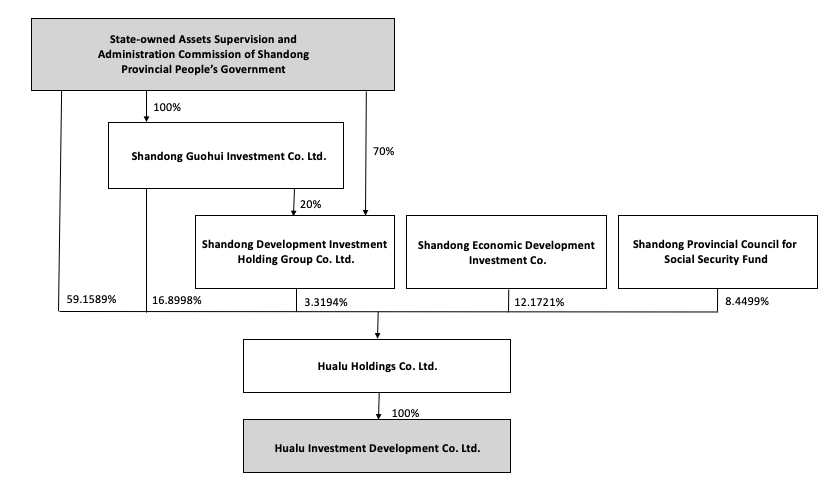 State-owned Assets Supervision and
Administration Commission of Shandong
Provincial People's Government
100%
Shandong Guohui Investment Co. Ltd.
70%
20%
Shandong Development Investment
Holding Group Co. Ltd.
Shandong Economic Development
Investment Co.
Shandong Provincial Council for
Social Security Fund
59.1589%
16.8998%
3.3194%
12.1721%
8.4499%
Hualu Holdings Co. Ltd.
100%
Hualu Investment Development Co. Ltd.